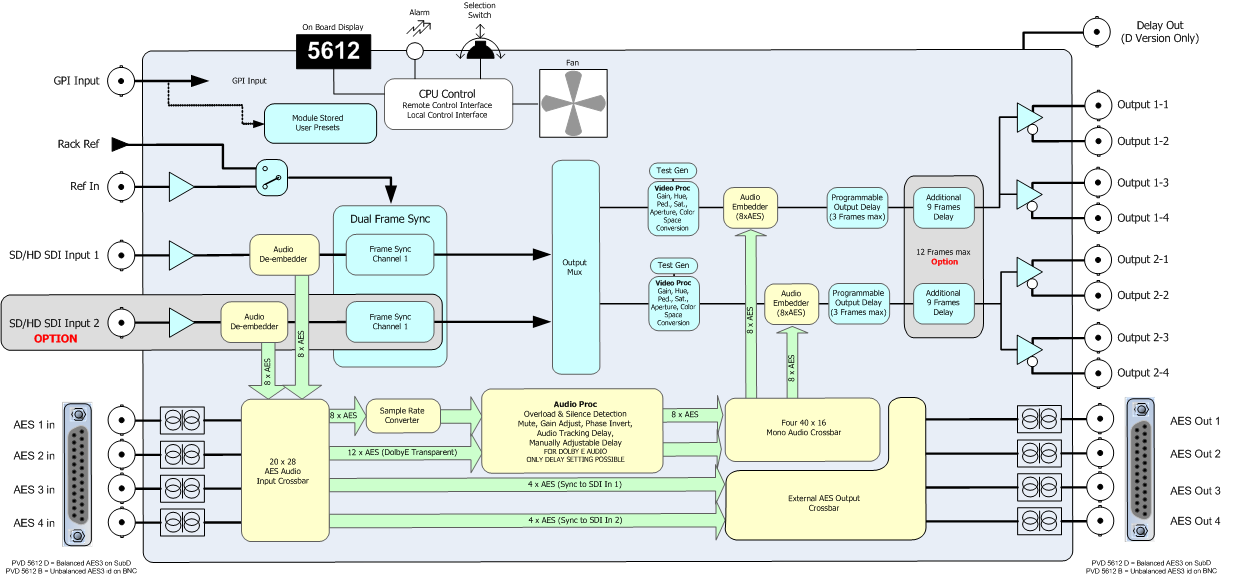 Selection
Switch
Alarm
On Board Display
5612
Delay Out
(D Version Only)
GPI Input
GPI Input
Fan
CPU Control
Remote Control Interface
Local Control Interface
Module Stored
User Presets
Output 1-1
Output 1-2
Rack Ref
Ref In
Test Gen
Video Proc
Gain, Hue,
Ped., Sat.,
Aperture, Color
Space
Conversion
Audio
Embedder
(8xAES)
Programmable
Output Delay
(3 Frames max)
Additional
9 Frames
Delay
Output 1-3
Output 1-4
Dual Frame Sync
SD/HD SDI Input 1
Audio
De-embedder
Frame Sync
Channel 1
Output
Mux
12 Frames max
Option
Output 2-1
Output 2-2
Test Gen
Video Proc
Gain, Hue,
Ped., Sat.,
Aperture, Color
Space
Conversion
Audio
Embedder
(8xAES)
Programmable
Output Delay
(3 Frames max)
Additional
9 Frames
Delay
SD/HD SDI Input 2
OPTION
Audio
De-embedder
Frame Sync
Channel 1
Output 2-3
Output 2-4
8 x AES
8 x AES
8 x AES
8 x AES
AES 1 in
AES 2 in
AES 3 in
AES 4 in
20 x 28
AES Audio
Input Crossbar
8 x AES
Sample Rate
Converter
12 x AES (DolbyE Transparent)
Audio Proc
Overload & Silence Detection
Mute, Gain Adjust, Phase Invert,
Audio Tracking Delay,
Manually Adjustable Delay
FOR DOLBY E AUDIO
ONLY DELAY SETTING POSSIBLE
8 x AES
Four 40 x 16
Mono Audio Crossbar
4 x AES (Sync to SDI In 1)
4 x AES (Sync to SDI In 2)
External AES Output
Crossbar
AES Out 1
AES Out 2
AES Out 3
AES Out 4
PVD 5612 D = Balanced AES3 on SubD
PVD 5612 B = Unbalanced AES3 id on BNC
PVD 5612 D = Balanced AES3 on SubD
PVD 5612 B = Unbalanced AES3 id on BNC